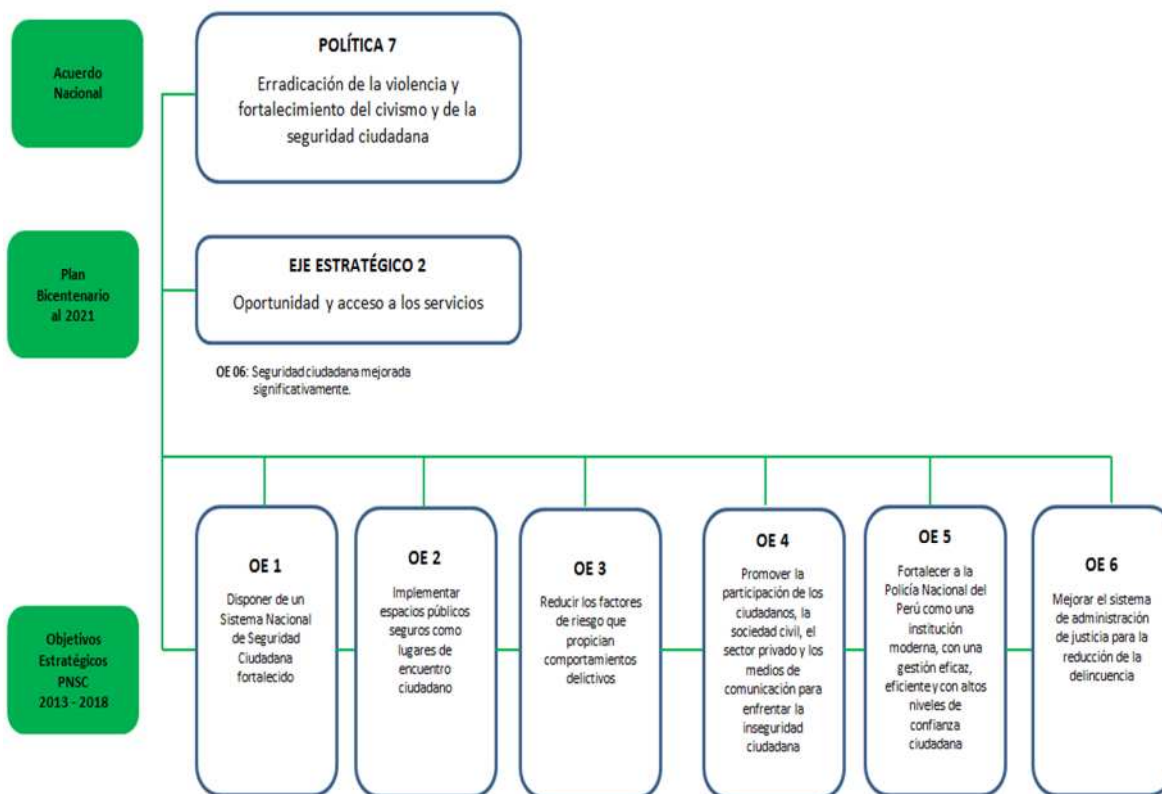 Acuerdo
Nacional
POLÍTICA 7
Erradicación de la violencia y
fortalecimiento del civismo y de la
seguridad ciudadana
Plan
Bicentenario
al 2021
EJE ESTRATÉGICO 2
Oportunidad y acceso a los servicios
OE 06: Seguridad ciudadana mejorada
significativamente.
Objetivos
Estratégicos
PNSC
2013 - 2018
OE 1
Disponer de un
Sistema Nacional
de Seguridad
Ciudadana
fortalecido
OE 2
Implementar
espacios públicos
seguros como
lugares de
encuentro
ciudadano
OE 3
Reducir los factores
de riesgo que
propician
comportamientos
delictivos
OE 4
Promover la
participación de los
ciudadanos, la
sociedad civil, el
sector privado y los
medios de
comunicación para
enfrentar la
inseguridad
ciudadana
OE 5
Fortalecer a la
Policía Nacional del
Perú como una
institución
moderna, con una
gestión eficaz,
eficiente y con altos
niveles de
confianza
ciudadana
OE 6
Mejorar el sistema
de administración
de justicia para la
reducción de la
delincuencia